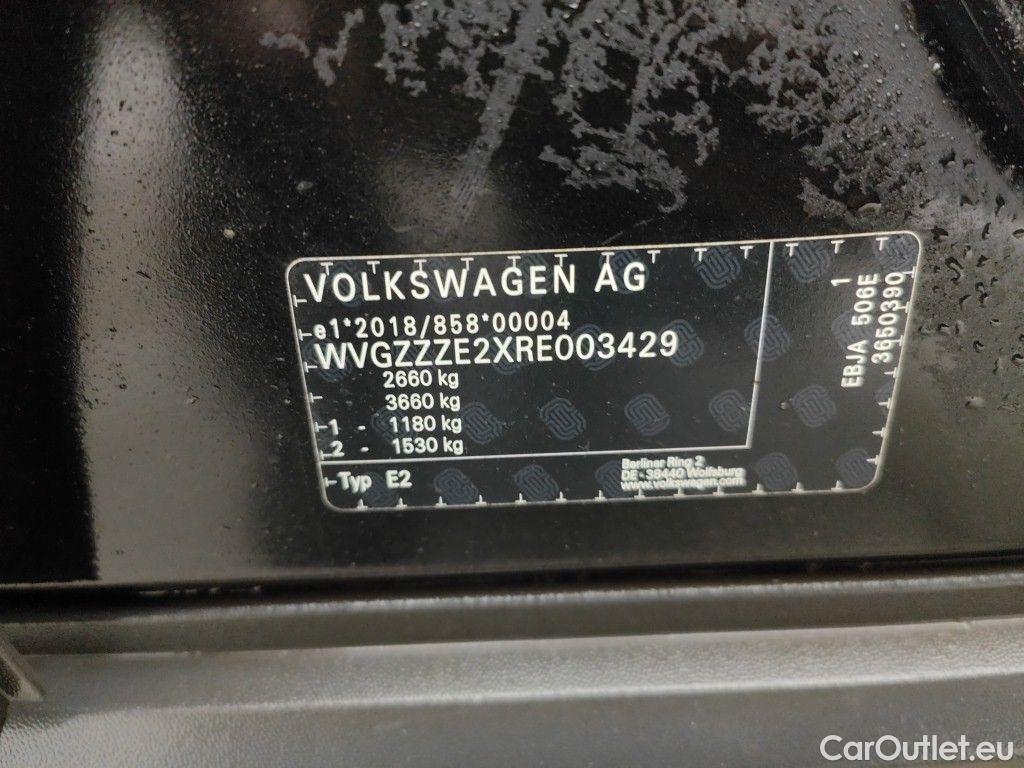 VOLKSWAGEN AG
e1*2018/858*00004
WVGZZZE2XRE003429
2660 kg
3660 kg
1 - 1180 kg
2 - 1530 kg
Typ E2
Berliner Ring 2
DE - 38440 Wolfsburg
www.volkswagen.com
1
EBJA 506E
3650390
CarOutlet.eu